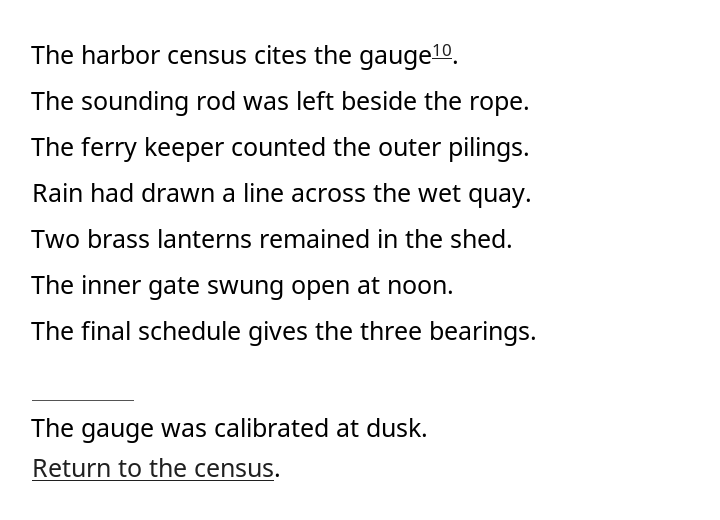 The harbor census cites the gauge10.
The sounding rod was left beside the rope.
The ferry keeper counted the outer pilings.
Rain had drawn a line across the wet quay.
Two brass lanterns remained in the shed.
The inner gate swung open at noon.
The final schedule gives the three bearings.
The gauge was calibrated at dusk.
Return to the census.